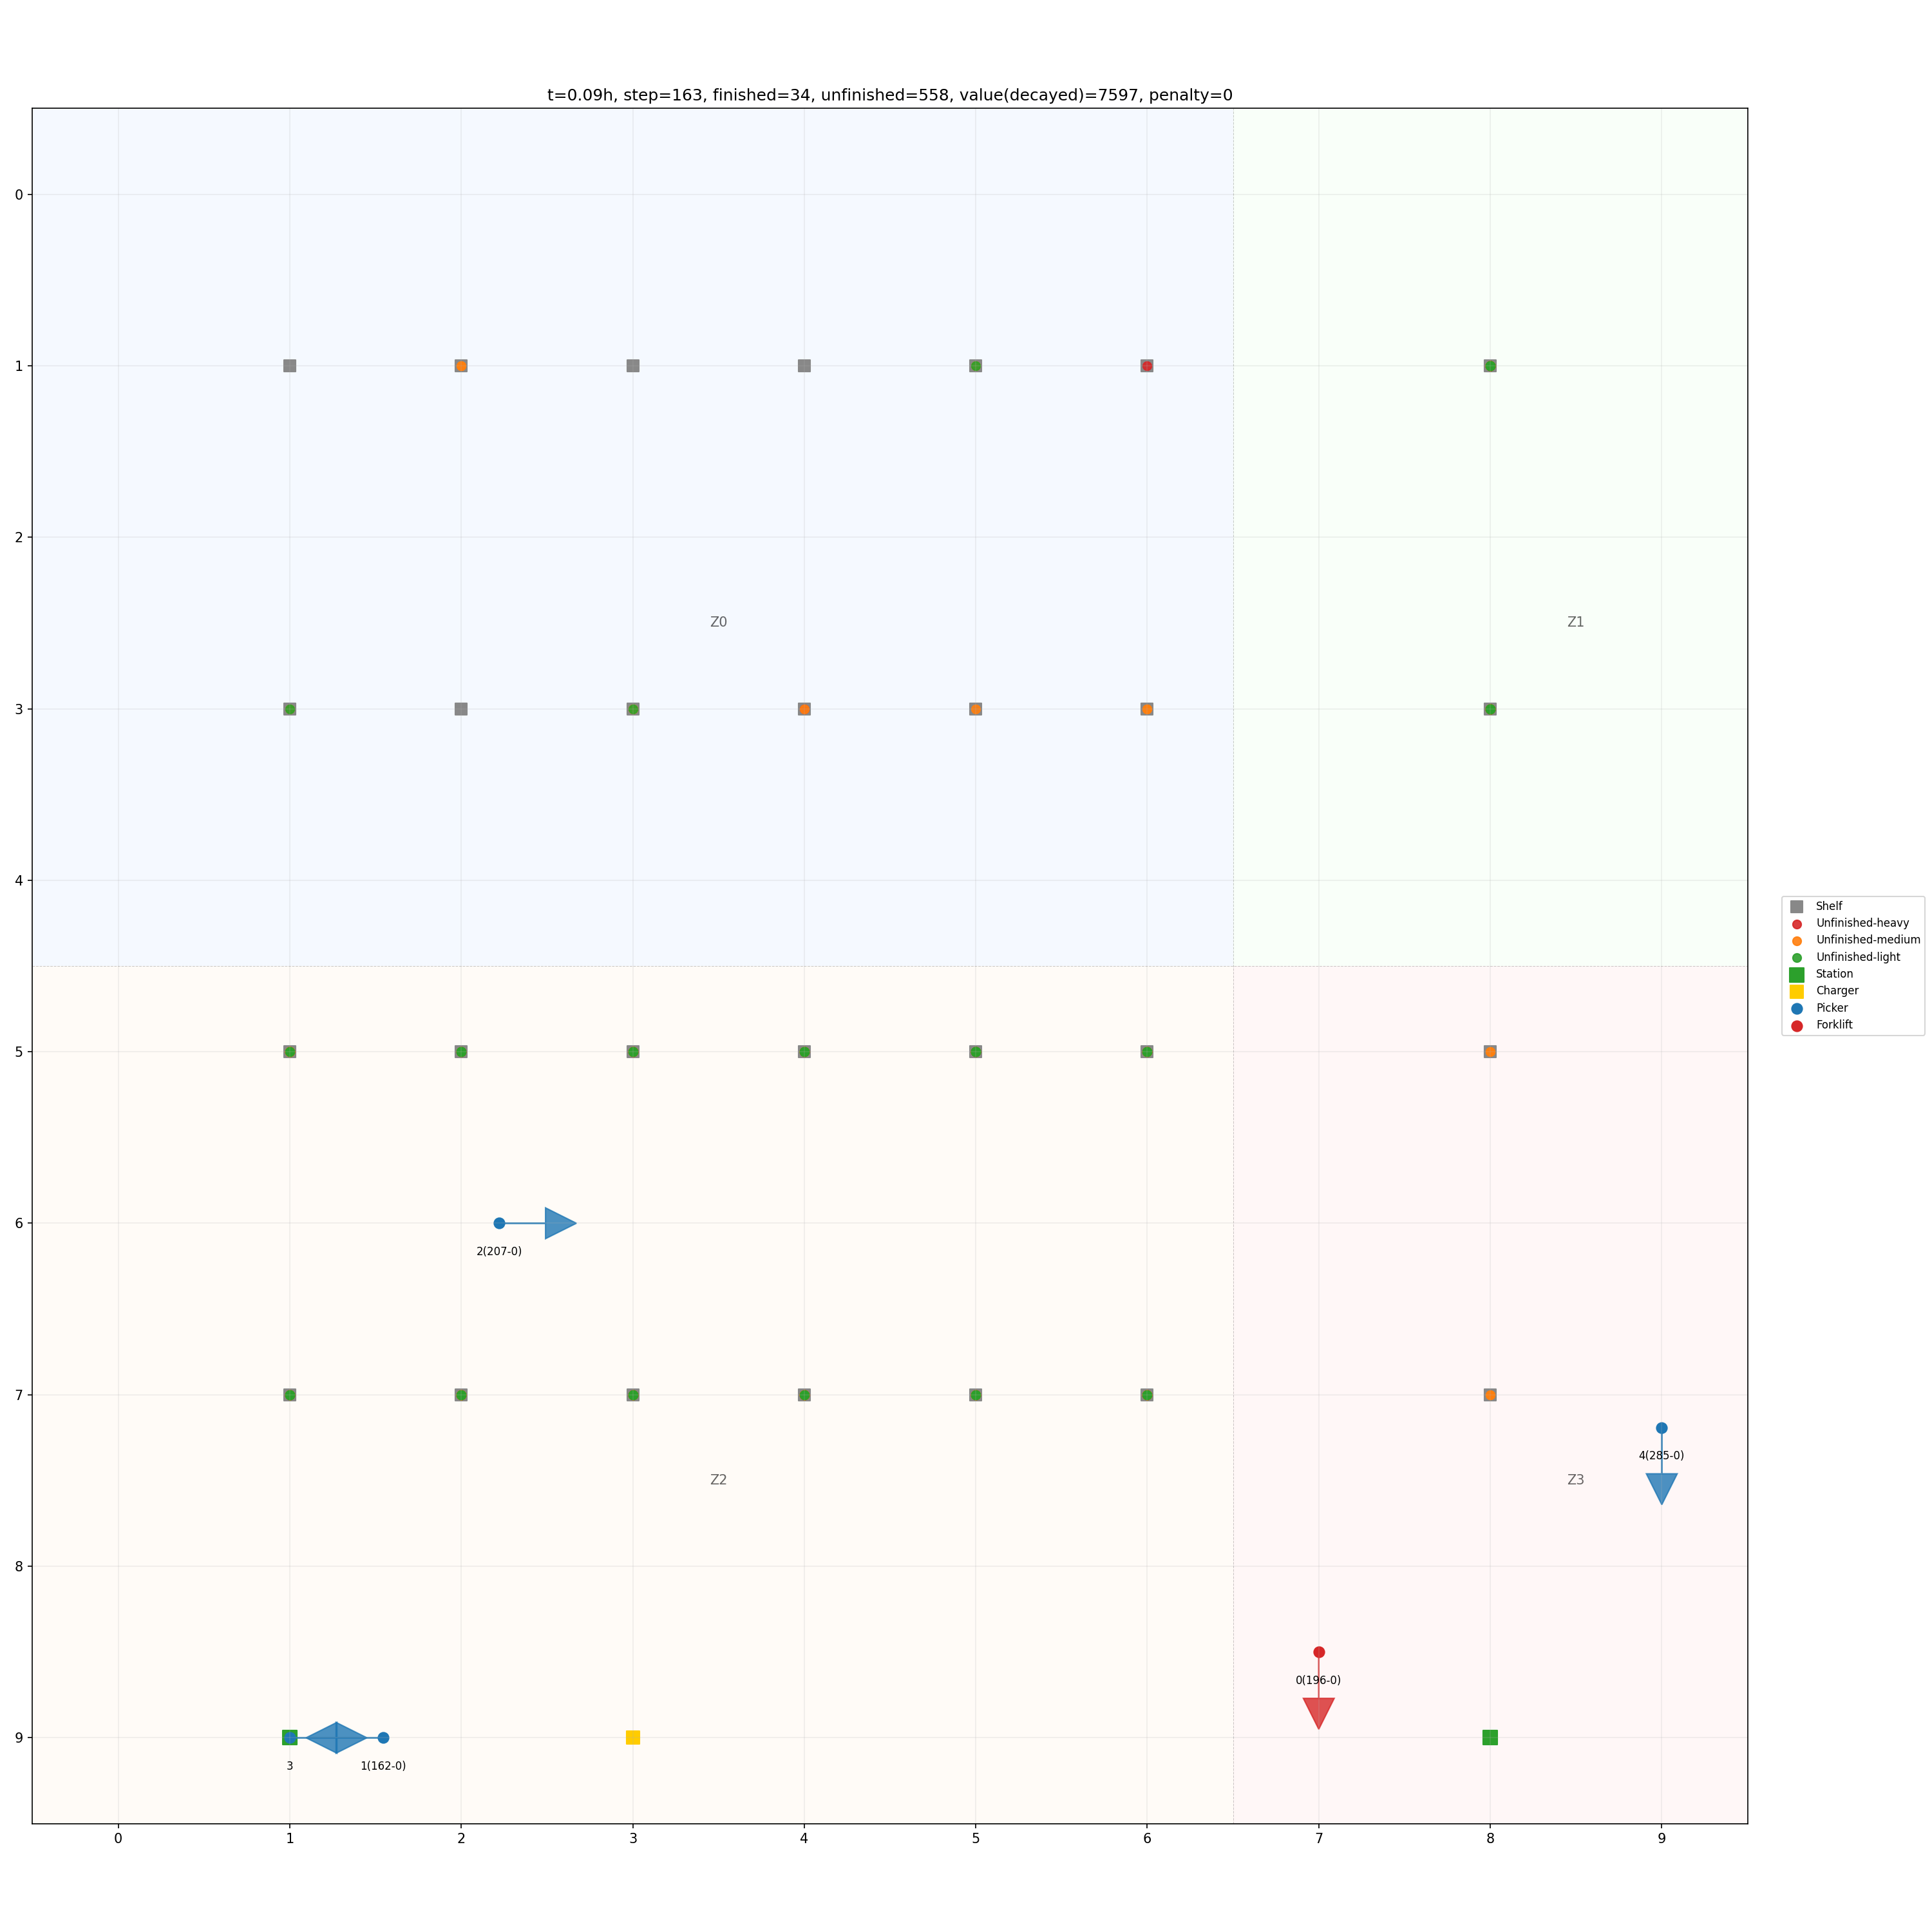 t=0.09h, step=163, finished=34, unfinished=558, value(decayed)=7597, penalty=0
0
1
2
Z0
Z1
3
4
Shelf
Unfinished-heavy
Unfinished-medium
Unfinished-light
Station
Charger
Picker
Forklift
5
6
2(207-0)
7
4(285-0)
Z2
Z3
8
0(196-0)
9
3
1(162-0)
0 1 2 3 4 5 6 7 8 9